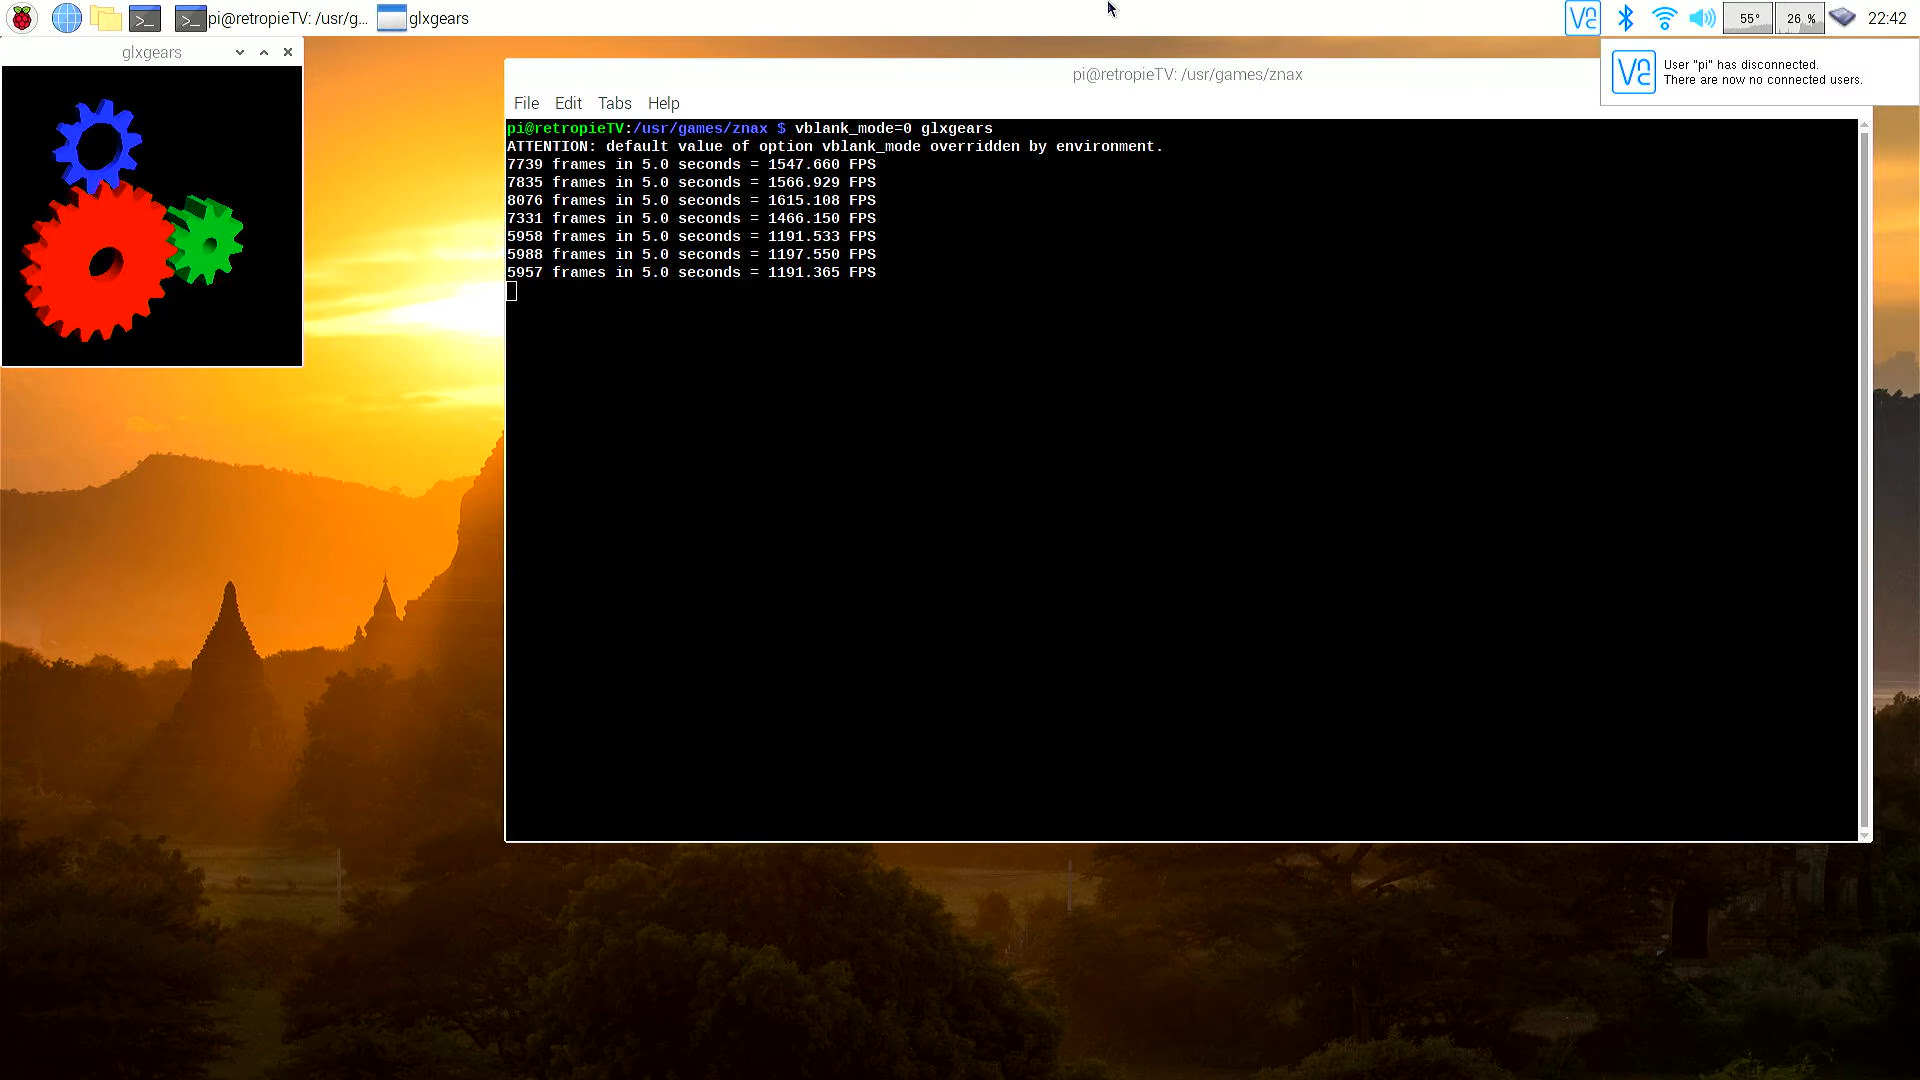 pi@retropieTV: /usr/g...
glxgears
55°
26 %
22:42
glxgears
pi@retropieTV: /usr/games/znax
User "pi" has disconnected.
There are now no connected users.
File Edit Tabs Help
pi@retropieTV:/usr/games/znax $ vblank_mode=0 glxgears
ATTENTION: default value of option vblank_mode overridden by environment.
7739 frames in 5.0 seconds = 1547.660 FPS
7835 frames in 5.0 seconds = 1566.929 FPS
8076 frames in 5.0 seconds = 1615.108 FPS
7331 frames in 5.0 seconds = 1466.150 FPS
5958 frames in 5.0 seconds = 1191.533 FPS
5988 frames in 5.0 seconds = 1197.550 FPS
5957 frames in 5.0 seconds = 1191.365 FPS